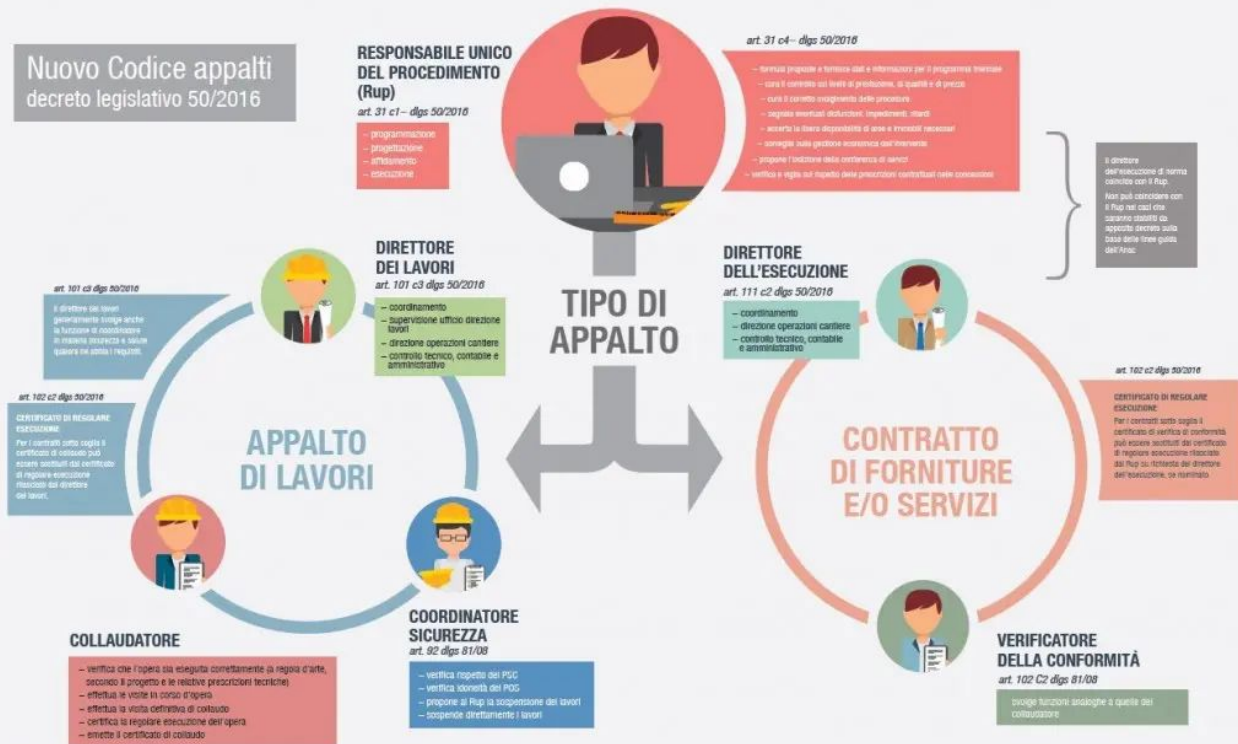 Nuovo Codice appalti
decreto legislativo 50/2016
RESPONSABILE UNICO
DEL PROCEDIMENTO
(Rup)
art. 31 c1– dlgs 50/2016
– programmazione
– progettazione
– affidamento
– esecuzione
art. 31 c4– dlgs 50/2016
– formula proposte e fornisce dati e informazioni per il programma triennale
– cura il controllo sui livelli di prestazione, di qualità e di prezzo
– cura il corretto svolgimento delle procedure
– segnala eventuali disfunzioni, impedimenti, ritardi
– accerta la libera disponibilità di aree e immobili necessari
– sorveglia sulla gestione economica dell'intervento
– propone l'indizione della conferenza di servizi
– verifica e vigila sul rispetto delle prescrizioni contrattuali nelle concessioni
Il direttore
dell'esecuzione di norma
coincide con il Rup.
Non può coincidere con
il Rup nei casi che
saranno stabiliti da
apposito decreto sulla
base delle linee guida
dell'Anac
DIRETTORE
DEI LAVORI
art. 101 c3 dlgs 50/2016
– coordinamento
– supervisione ufficio direzione
lavori
– direzione operazioni cantiere
– controllo tecnico, contabile e
amministrativo
TIPO DI
APPALTO
DIRETTORE
DELL'ESECUZIONE
art. 111 c2 dlgs 50/2016
– coordinamento
– direzione operazioni cantiere
– controllo tecnico, contabile
e amministrativo
art. 101 c3 dlgs 50/2016
Il direttore dei lavori
generalmente svolge anche
la funzione di coordinatore
in materia sicurezza e salute
qualora ne abbia i requisiti.
art. 102 c2 dlgs 50/2016
CERTIFICATO DI REGOLARE
ESECUZIONE
Per i contratti sotto soglia il
certificato di collaudo può
essere sostituiti dal certificato
di regolare esecuzione
rilasciato dal direttore
dei lavori.
APPALTO
DI LAVORI
CONTRATTO
DI FORNITURE
E/O SERVIZI
art. 102 c2 dlgs 50/2016
CERTIFICATO DI REGOLARE
ESECUZIONE
Per i contratti sotto soglia il
certificato di verifica di conformità
può essere sostituiti dal certificato
di regolare esecuzione rilasciato
dal Rup su richiesta del direttore
dell'esecuzione, se nominato
COLLAUDATORE
– verifica che l'opera sia eseguita correttamente (a regola d'arte,
secondo il progetto e le relative prescrizioni tecniche)
– effettua le visite in corso d'opera
– effettua la visita definitiva di collaudo
– certifica la regolare esecuzione dell'opera
– emette il certificato di collaudo
COORDINATORE
SICUREZZA
art. 92 dlgs 81/08
– verifica rispetto del PSC
– verifica idoneità del POS
– propone al Rup la sospensione dei lavori
– sospende direttamente i lavori
VERIFICATORE
DELLA CONFORMITÀ
art. 102 C2 dlgs 81/08
svolge funzioni analoghe a quelle del
collaudatore